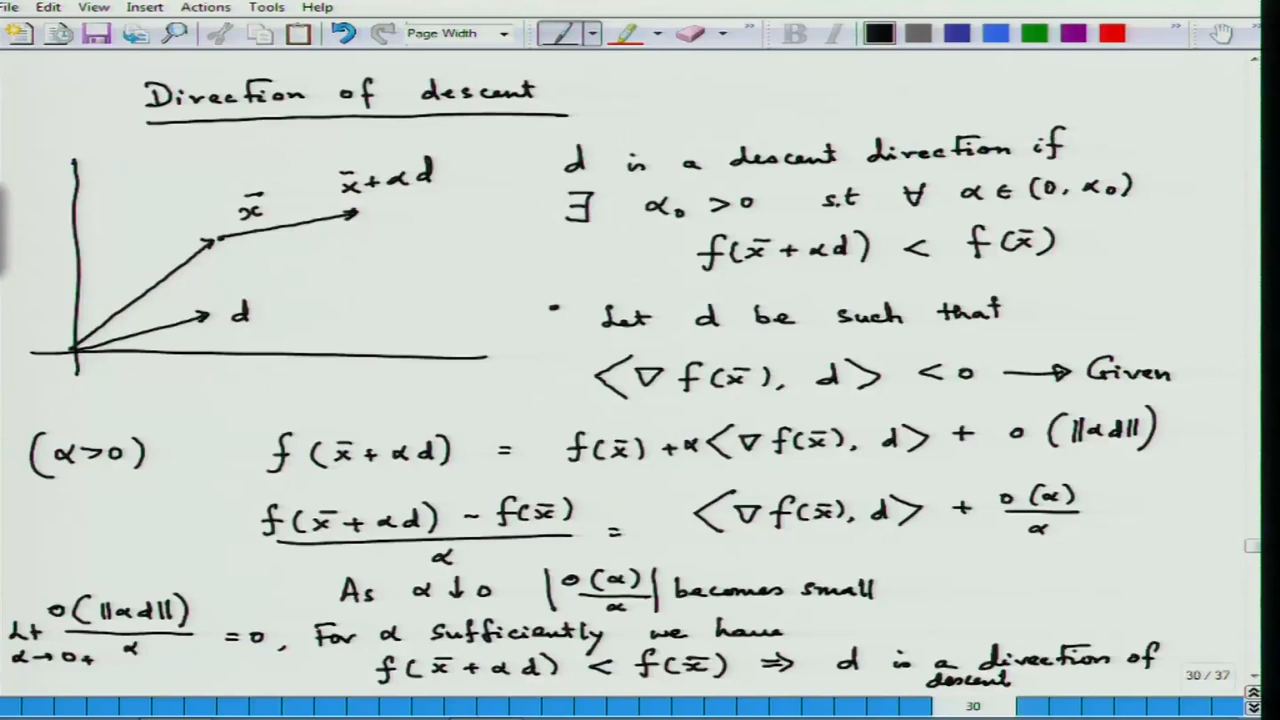 File Edit View Insert Actions Tools Help
Page Width
Direction of descent
x̄
x̄ + αd
d
d is a descent direction if
∃ α₀ > 0 s.t ∀ α ∈ (0, α₀)
f(x̄ + αd) < f(x̄)
• Let d be such that
⟨∇f(x̄), d⟩ < 0 → Given
(α > 0) f(x̄ + αd) = f(x̄) + α⟨∇f(x̄), d⟩ + o(||αd||)
f(x̄ + αd) − f(x̄) / α = ⟨∇f(x̄), d⟩ + o(α)/α
As α ↓ 0 |o(α)/α| becomes small
Lt α→0+ o(||αd||)/α = 0, For α sufficiently we have
f(x̄ + αd) < f(x̄) ⇒ d is a direction of descent
30 / 37
30